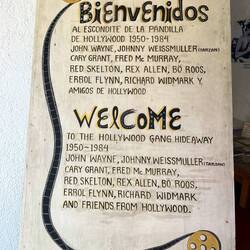 BiENVENidOS
AL ESCONDITE DE LA PANDILLA
DE HOLLYWOOD 1950-1984
JOHN WAYNE, JOHNNY WEISSMULLER (TARZAN)
CARY GRANT, FRED MC MURRAY,
RED SKELTON, REX ALLEN, BÖ ROOS,
ERROL FLYNN, RICHARD WIDMARK Y
AMIGOS DE HOLLYWOOD
WELCOME
TO THE HOLLYWOOD GANG HIDEAWAY
1950-1984
JOHN WAYNE, JOHNNY WEISSMULLER (TARZAN)
CARY GRANT, FRED MC MURRAY,
RED SKELTON, REX ALLEN, BÖ ROOS,
ERROL FLYNN, RICHARD WIDMARK,
AND FRIENDS FROM HOLLYWOOD.